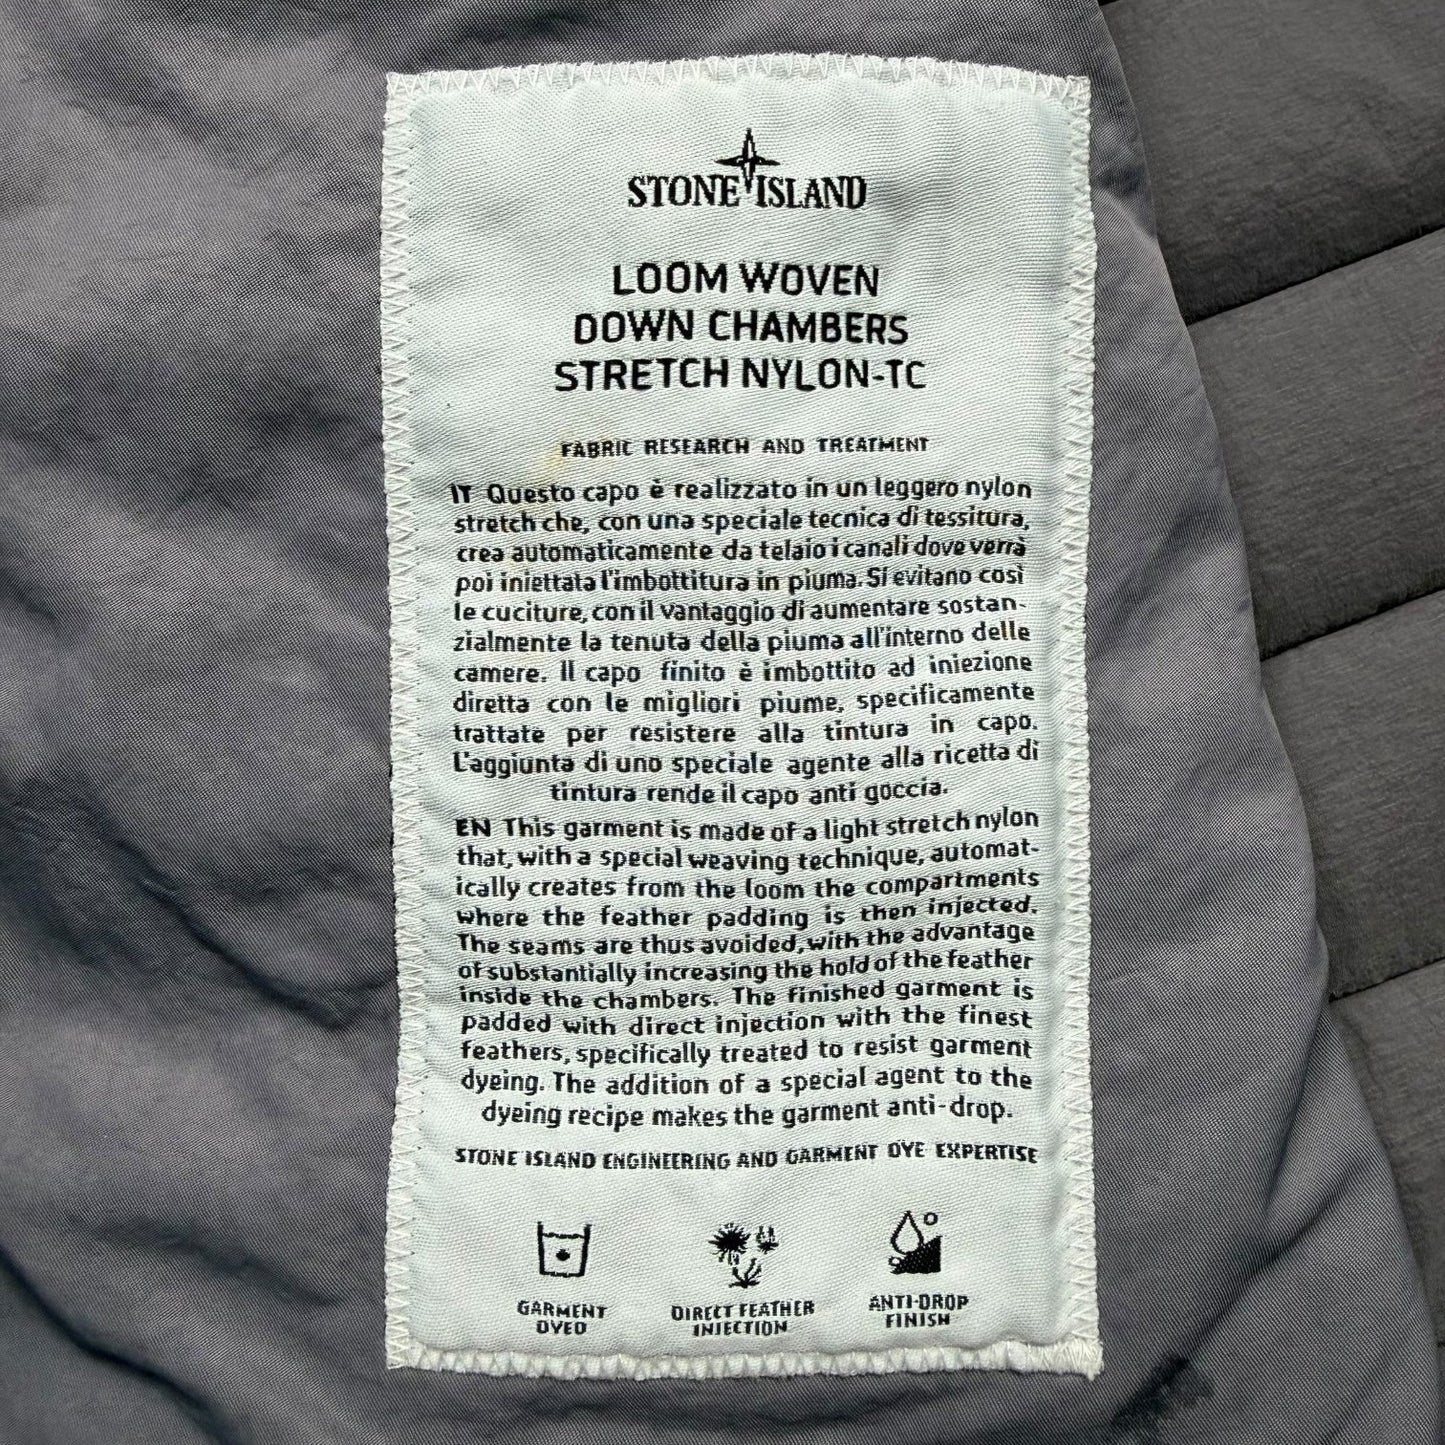 STONE ISLAND
LOOM WOVEN
DOWN CHAMBERS
STRETCH NYLON-TC
FABRIC RESEARCH AND TREATMENT
IT Questo capo è realizzato in un leggero nylon
stretch che, con una speciale tecnica di tessitura,
crea automaticamente da telaio i canali dove verrà
poi iniettata l'imbottitura in piuma. Si evitano così
le cuciture, con il vantaggio di aumentare sostan-
zialmente la tenuta della piuma all'interno delle
camere. Il capo finito è imbottito ad iniezione
diretta con le migliori piume, specificamente
trattate per resistere alla tintura in capo.
L'aggiunta di uno speciale agente alla ricetta di
tintura rende il capo anti goccia.
EN This garment is made of a light stretch nylon
that, with a special weaving technique, automat-
ically creates from the loom the compartments
where the feather padding is then injected.
The seams are thus avoided, with the advantage
of substantially increasing the hold of the feather
inside the chambers. The finished garment is
padded with direct injection with the finest
feathers, specifically treated to resist garment
dyeing. The addition of a special agent to the
dyeing recipe makes the garment anti-drop.
STONE ISLAND ENGINEERING AND GARMENT DYE EXPERTISE
GARMENT
DYED
DIRECT FEATHER
INJECTION
ANTI-DROP
FINISH